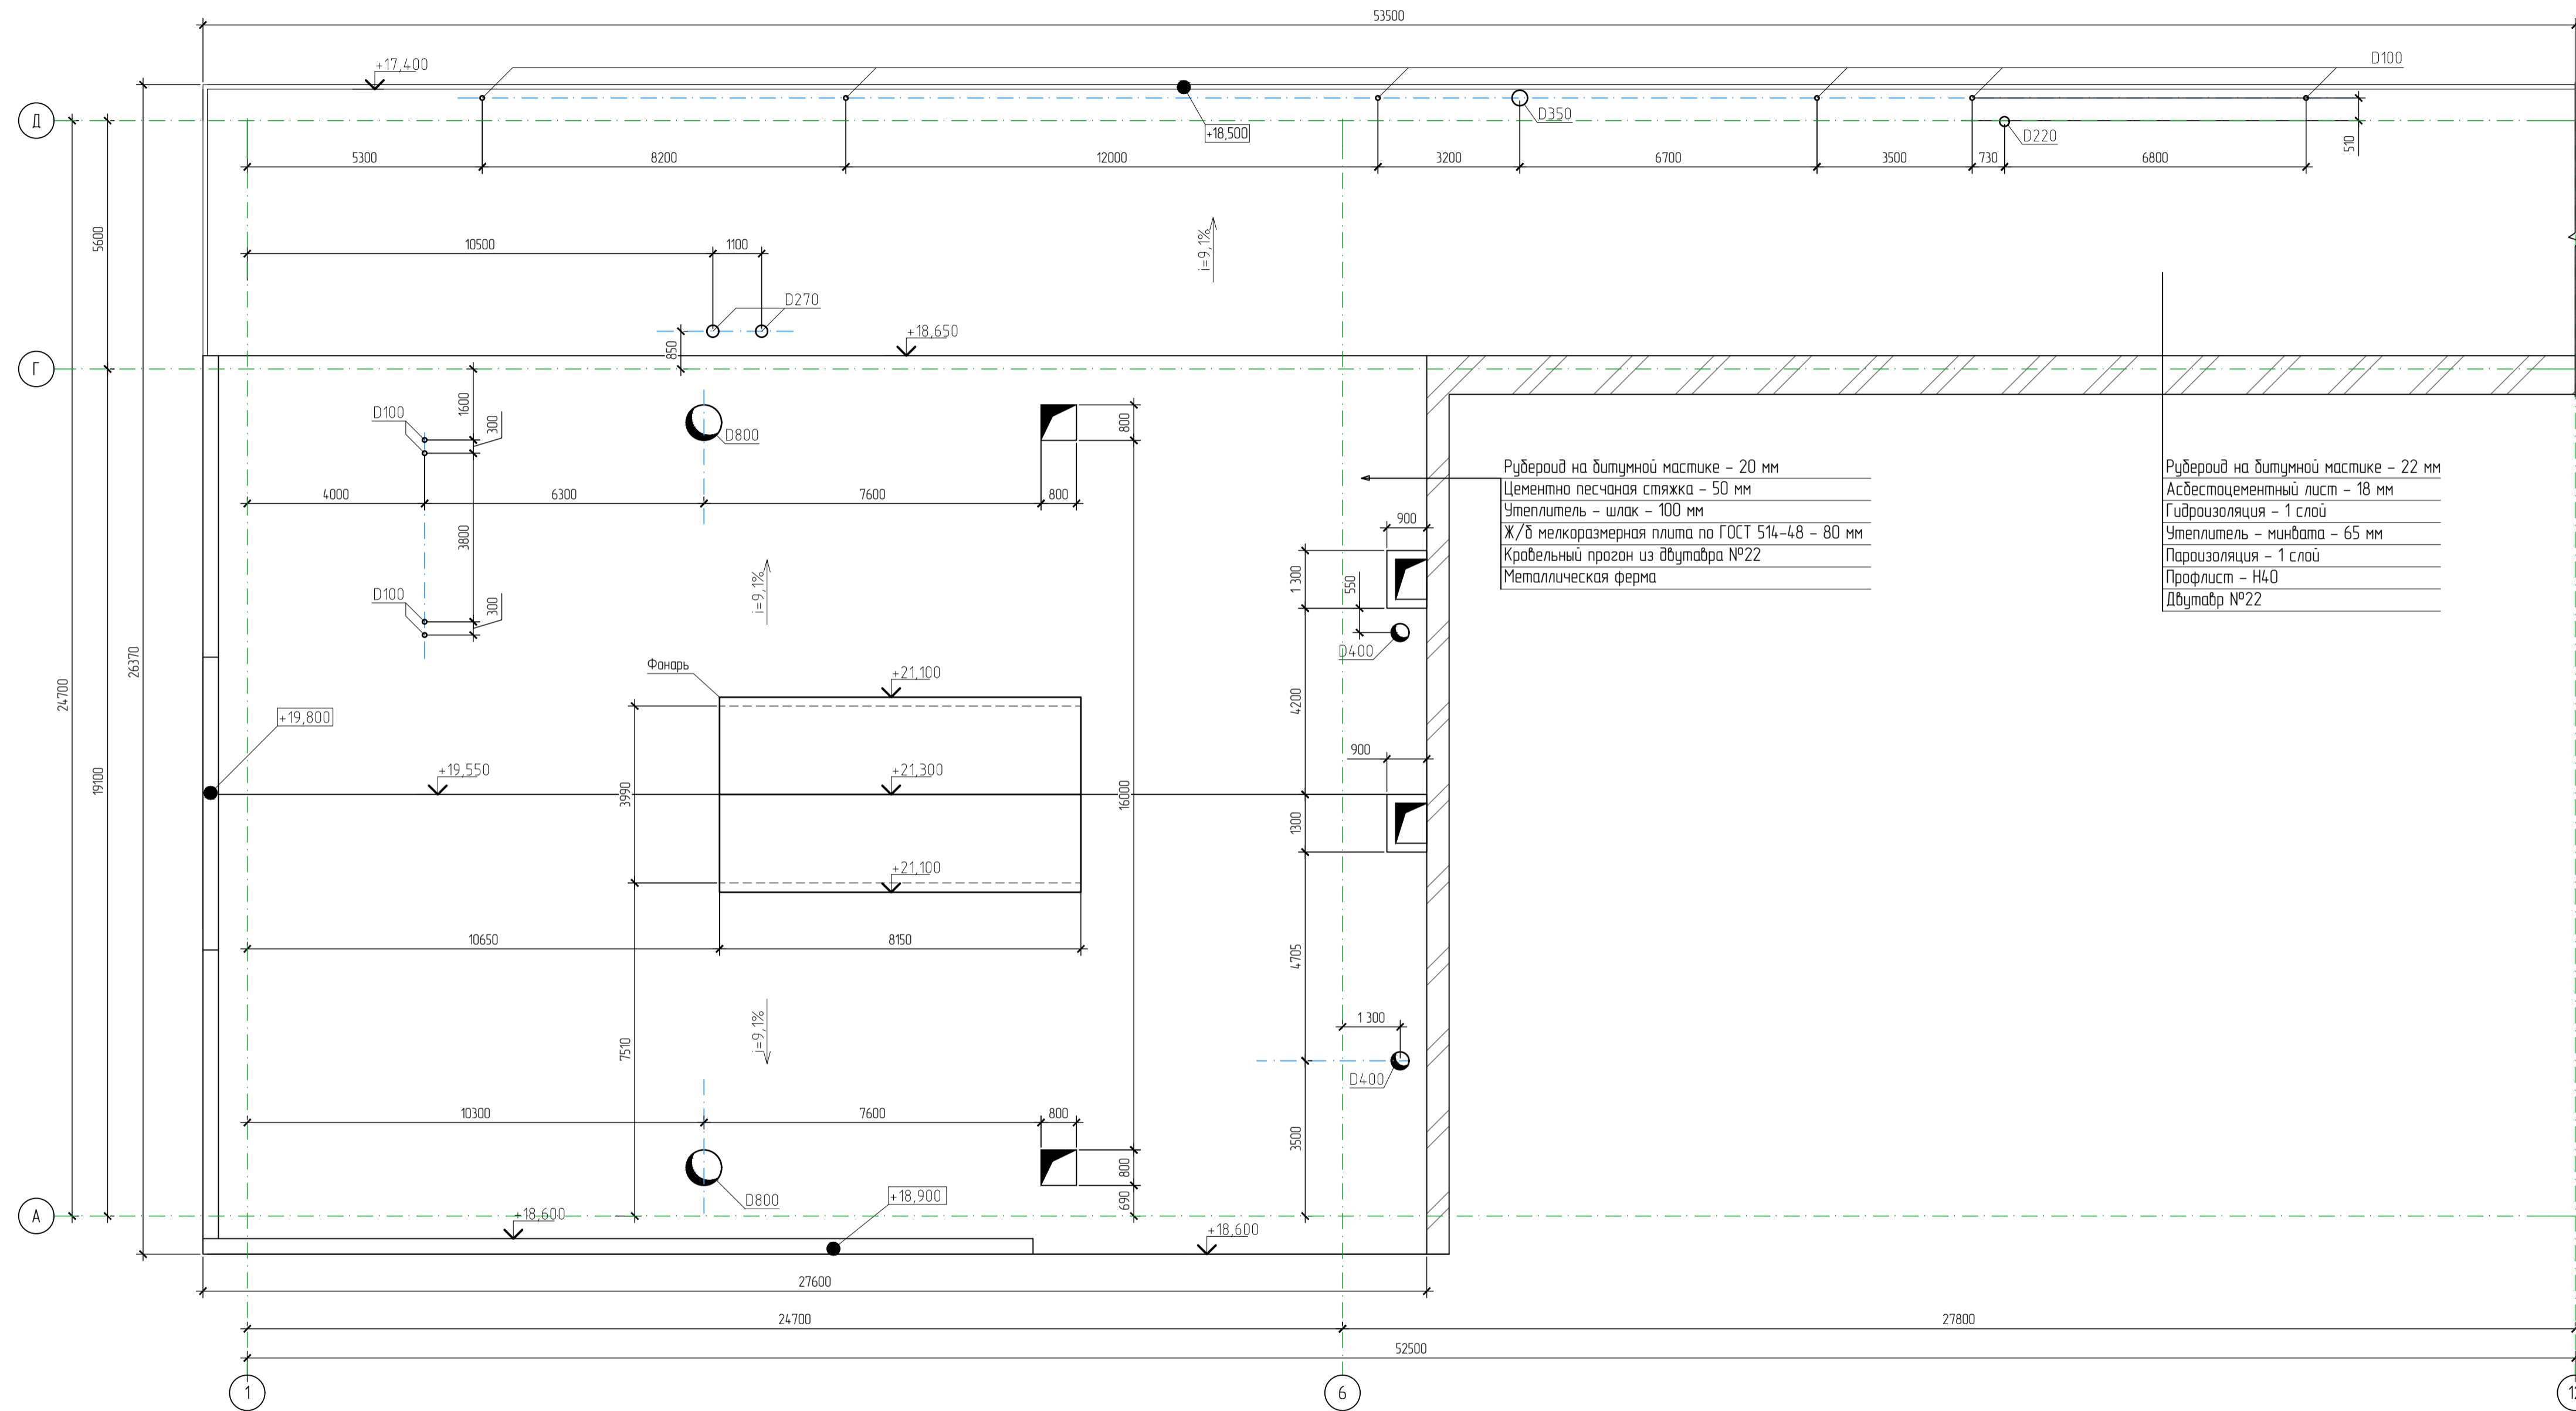 53500
+17,400
D100
Д
+18,500
D350
D220
510
5300
8200
12000
3200
6700
3500
730
6800
5600
10500
1100
i=9,1%
D270
850
+18,650
Г
1600
300
D100
D800
800
4000
6300
7600
800
3800
D100
300
i=9,1%
900
1 300
550
D400
Рубероид на битумной мастике – 20 мм
Цементно песчаная стяжка – 50 мм
Утеплитель – шлак – 100 мм
Ж/б мелкоразмерная плита по ГОСТ 514-48 – 80 мм
Кровельный прогон из двутавра №22
Металлическая ферма
Рубероид на битумной мастике – 22 мм
Асбестоцементный лист – 18 мм
Гидроизоляция – 1 слой
Утеплитель – минвата – 65 мм
Пароизоляция – 1 слой
Профлист – Н40
Двутавр №22
24700
26370
19100
Фонарь
+21,100
+19,800
4200
900
+19,550
+21,300
3990
16000
1300
+21,100
10650
8150
4705
i=9,1%
7510
1 300
D400
10300
7600
800
3500
800
690
D800
+18,900
А
+18,600
+18,600
27600
24700
27800
52500
1
6